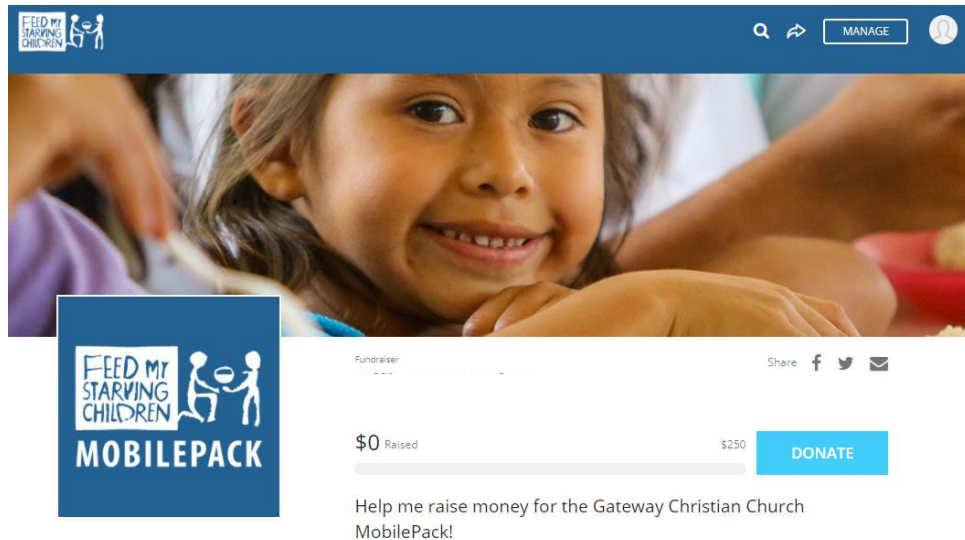 FEED MY
STARVING
CHILDREN
MANAGE
FEED MY
STARVING
CHILDREN
MOBILEPACK
Fundraiser
Share
$0 Raised
$250
DONATE
Help me raise money for the Gateway Christian Church
MobilePack!